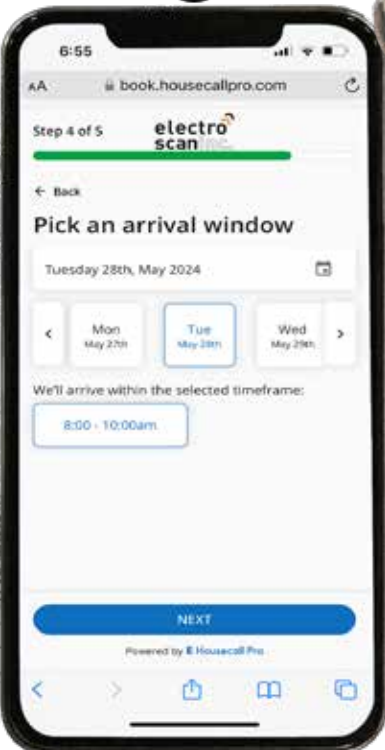 6:55
AA book.housecallpro.com
Step 4 of 5
electro
scan inc.
← Back
Pick an arrival window
Tuesday 28th, May 2024
< Mon Tue Wed >
May 27th May 28th May 29th
We'll arrive within the selected timeframe:
8:00 - 10:00am
NEXT
Powered by Housecall Pro